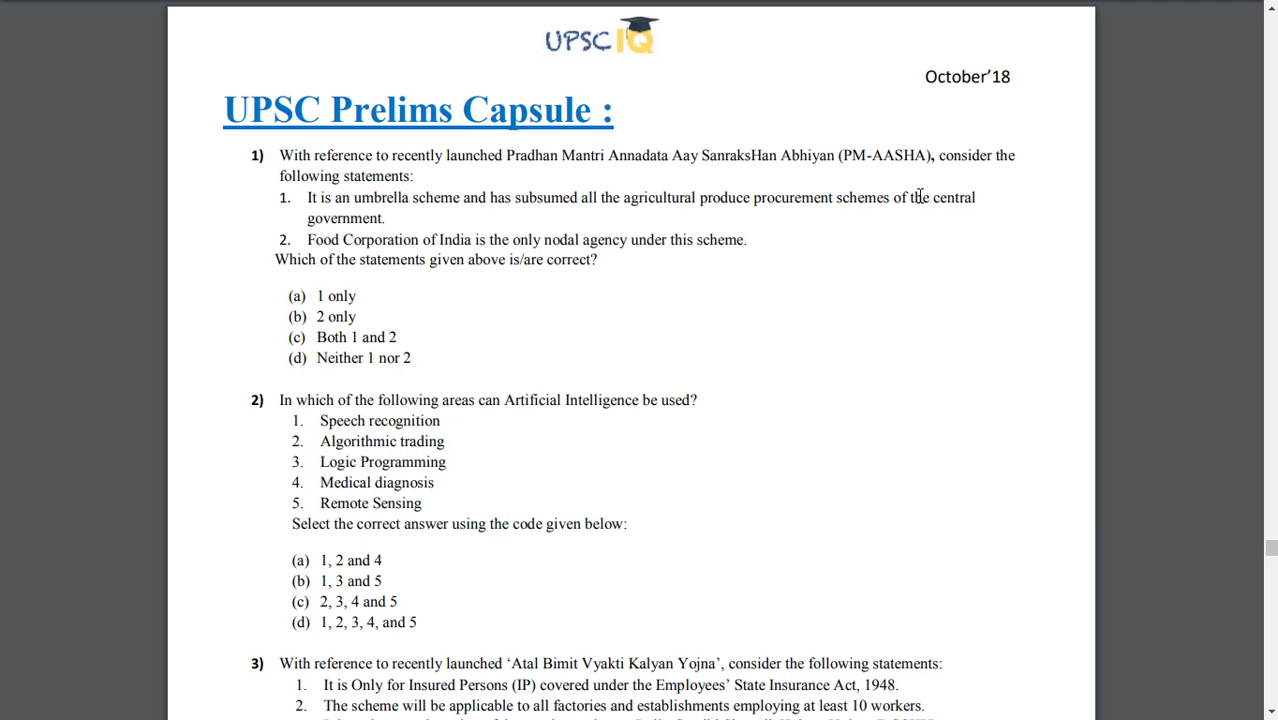 UPSC IQ
October’18
UPSC Prelims Capsule :
1) With reference to recently launched Pradhan Mantri Annadata Aay SanraksHan Abhiyan (PM-AASHA), consider the
following statements:
1. It is an umbrella scheme and has subsumed all the agricultural produce procurement schemes of the central
government.
2. Food Corporation of India is the only nodal agency under this scheme.
Which of the statements given above is/are correct?
(a) 1 only
(b) 2 only
(c) Both 1 and 2
(d) Neither 1 nor 2
2) In which of the following areas can Artificial Intelligence be used?
1. Speech recognition
2. Algorithmic trading
3. Logic Programming
4. Medical diagnosis
5. Remote Sensing
Select the correct answer using the code given below:
(a) 1, 2 and 4
(b) 1, 3 and 5
(c) 2, 3, 4 and 5
(d) 1, 2, 3, 4, and 5
3) With reference to recently launched ‘Atal Bimit Vyakti Kalyan Yojna’, consider the following statements:
1. It is Only for Insured Persons (IP) covered under the Employees’ State Insurance Act, 1948.
2. The scheme will be applicable to all factories and establishments employing at least 10 workers.